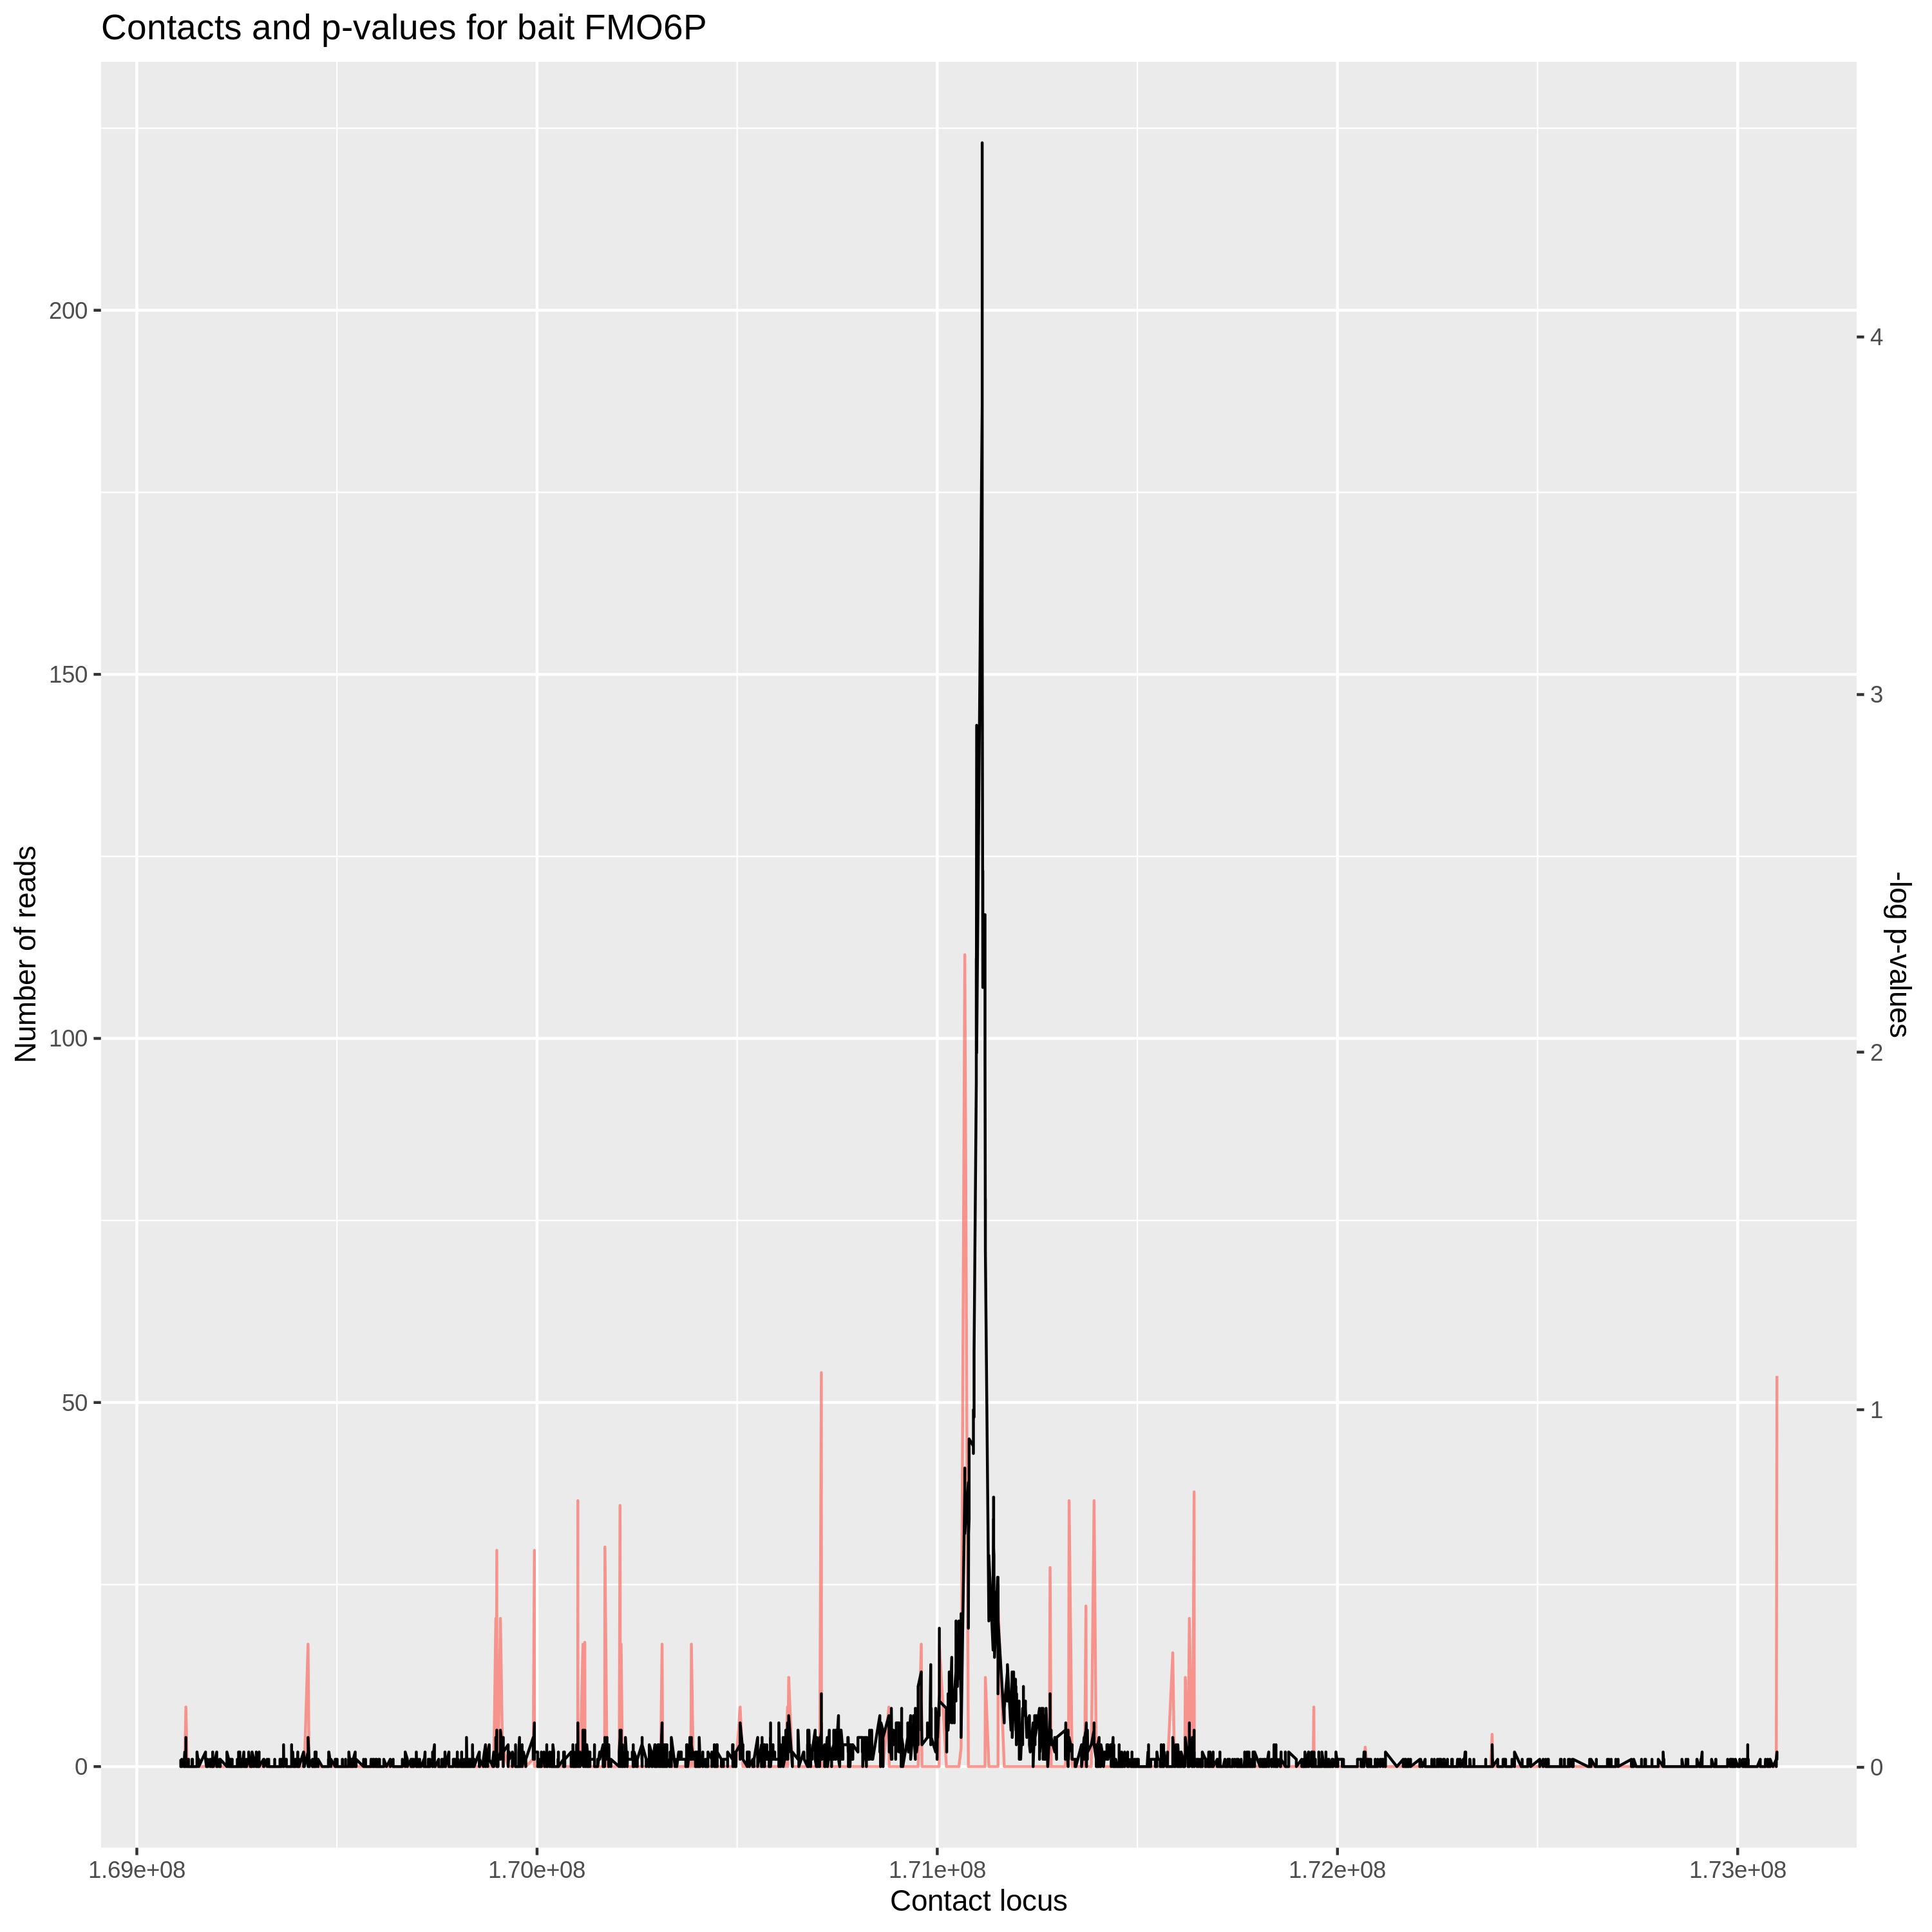 Contacts and p-values for bait FMO6P
200
150
100
50
0
Number of reads
4
3
2
1
0
-log p-values
1.69e+08 1.70e+08 1.71e+08 1.72e+08 1.73e+08
Contact locus